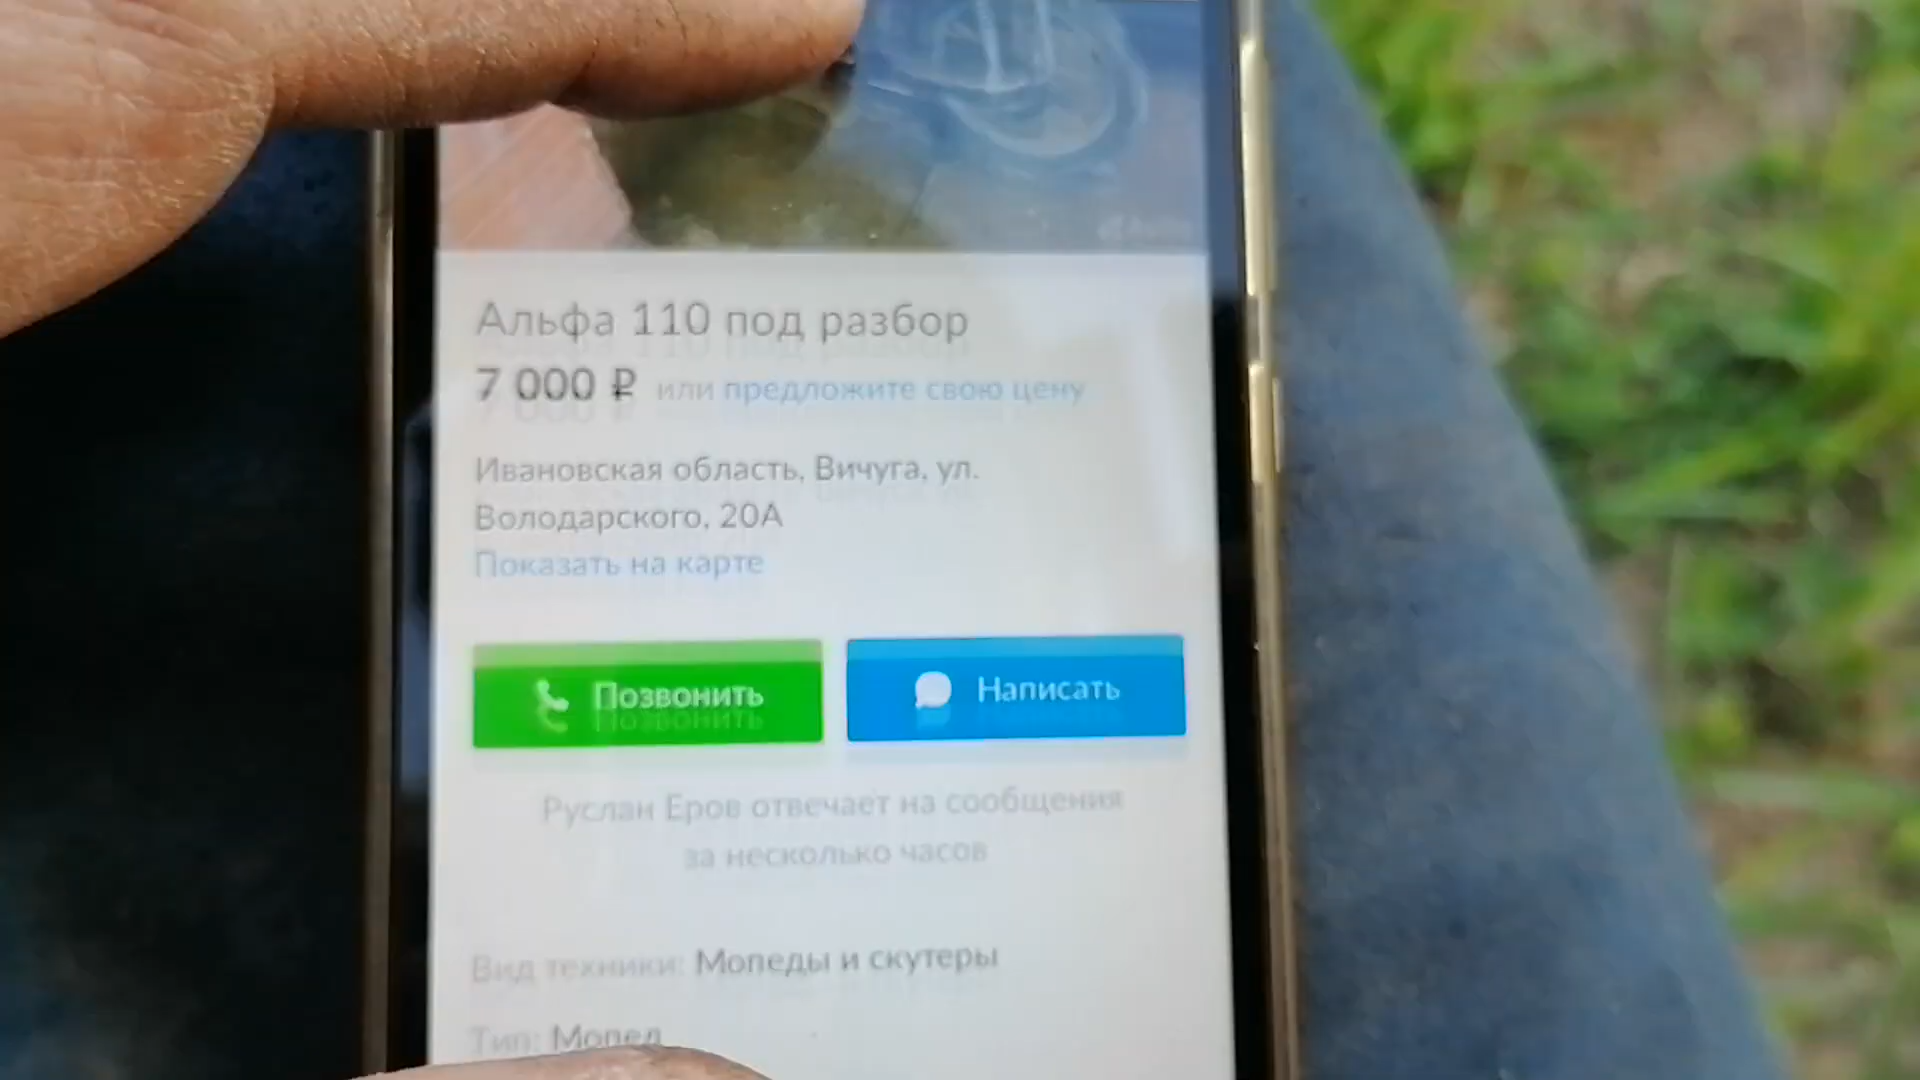 Альфа 110 под разбор
7 000 ₽ или предложите свою цену
Ивановская область, Вичуга, ул.
Володарского, 20А
Показать на карте
Позвонить
Написать
Руслан Еров отвечает на сообщения
за несколько часов
Вид техники: Мопеды и скутеры
Тип: Мопед